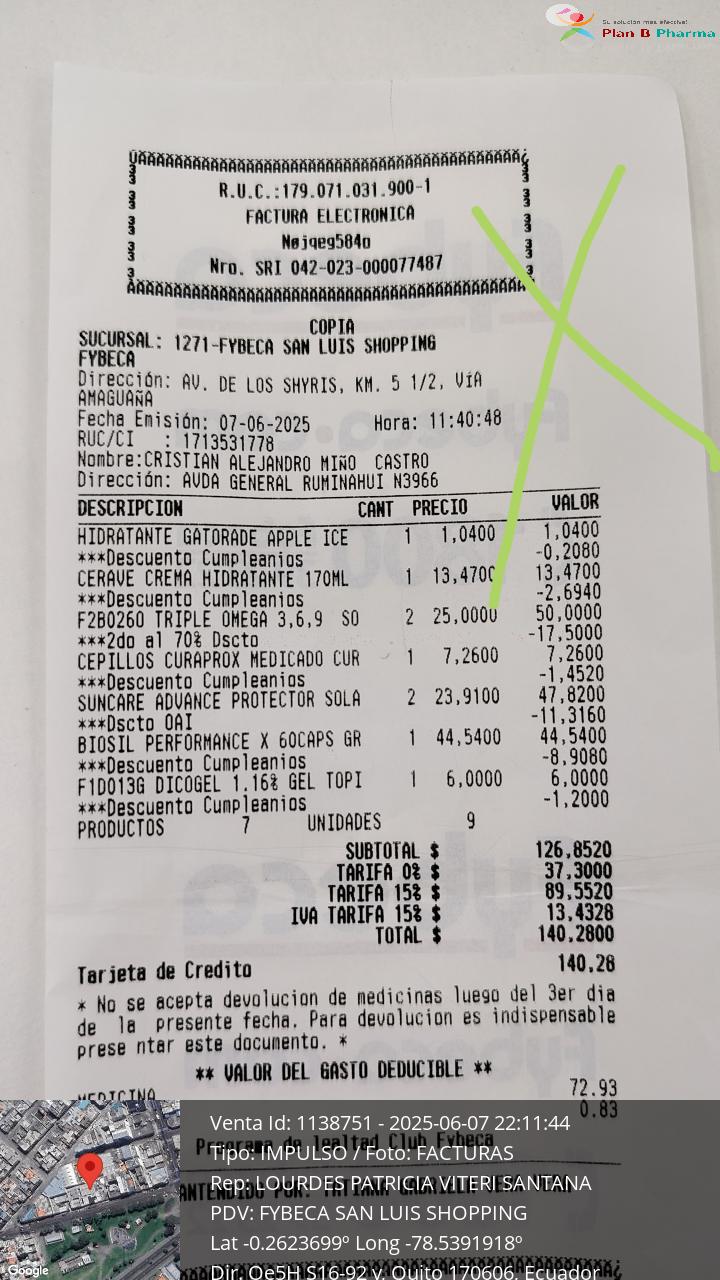 Su solución más efectiva!
Plan B Pharma
R.U.C.:179.071.031.900-1
FACTURA ELECTRONICA
Nøjqeg584o
Nro. SRI 042-023-000077487
COPIA
SUCURSAL: 1271-FYBECA SAN LUIS SHOPPING
FYBECA
Dirección: AV. DE LOS SHYRIS, KM. 5 1/2, VíA
AMAGUAÑA
Fecha Emisión: 07-06-2025 Hora: 11:40:48
RUC/CI : 1713531778
Nombre:CRISTIAN ALEJANDRO MIñO CASTRO
Dirección: AVDA GENERAL RUMINAHUI N3966
DESCRIPCION CANT PRECIO VALOR
HIDRATANTE GATORADE APPLE ICE 1 1,0400 1,0400
***Descuento Cumpleanios -0,2080
CERAVE CREMA HIDRATANTE 170ML 1 13,4700 13,4700
***Descuento Cumpleanios -2,6940
F2B0260 TRIPLE OMEGA 3,6,9 SO 2 25,0000 50,0000
***2do al 70% Dscto -17,5000
CEPILLOS CURAPROX MEDICADO CUR 1 7,2600 7,2600
***Descuento Cumpleanios -1,4520
SUNCARE ADVANCE PROTECTOR SOLA 2 23,9100 47,8200
***Dscto OAI -11,3160
BIOSIL PERFORMANCE X 60CAPS GR 1 44,5400 44,5400
***Descuento Cumpleanios -8,9080
F1D013G DICOGEL 1.16% GEL TOPI 1 6,0000 6,0000
***Descuento Cumpleanios -1,2000
PRODUCTOS 7 UNIDADES 9
SUBTOTAL $ 126,8520
TARIFA 0% $ 37,3000
TARIFA 15% $ 89,5520
IVA TARIFA 15% $ 13,4328
TOTAL $ 140,2800
Tarjeta de Credito 140,28
* No se acepta devolucion de medicinas luego del 3er dia
de la presente fecha. Para devolucion es indispensable
prese ntar este documento. *
** VALOR DEL GASTO DEDUCIBLE **
MEDICINA 72.93
0.83
Programa de lealtad Club Fybeca
Venta Id: 1138751 - 2025-06-07 22:11:44
Tipo: IMPULSO / Foto: FACTURAS
Rep: LOURDES PATRICIA VITERI SANTANA
PDV: FYBECA SAN LUIS SHOPPING
Lat -0.2623699º Long -78.5391918º
Dir: Oe5H S16-92 y, Quito 170606, Ecuador
Google